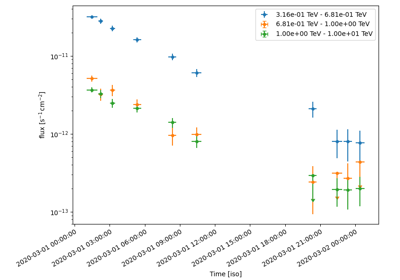 3.16e-01 TeV - 6.81e-01 TeV
6.81e-01 TeV - 1.00e+00 TeV
1.00e+00 TeV - 1.00e+01 TeV
flux [s⁻¹ cm⁻²]
10⁻¹¹
10⁻¹²
10⁻¹³
2020-03-01 00:00:00
2020-03-01 03:00:00
2020-03-01 06:00:00
2020-03-01 09:00:00
2020-03-01 12:00:00
2020-03-01 15:00:00
2020-03-01 18:00:00
2020-03-01 21:00:00
2020-03-02 00:00:00
Time [iso]